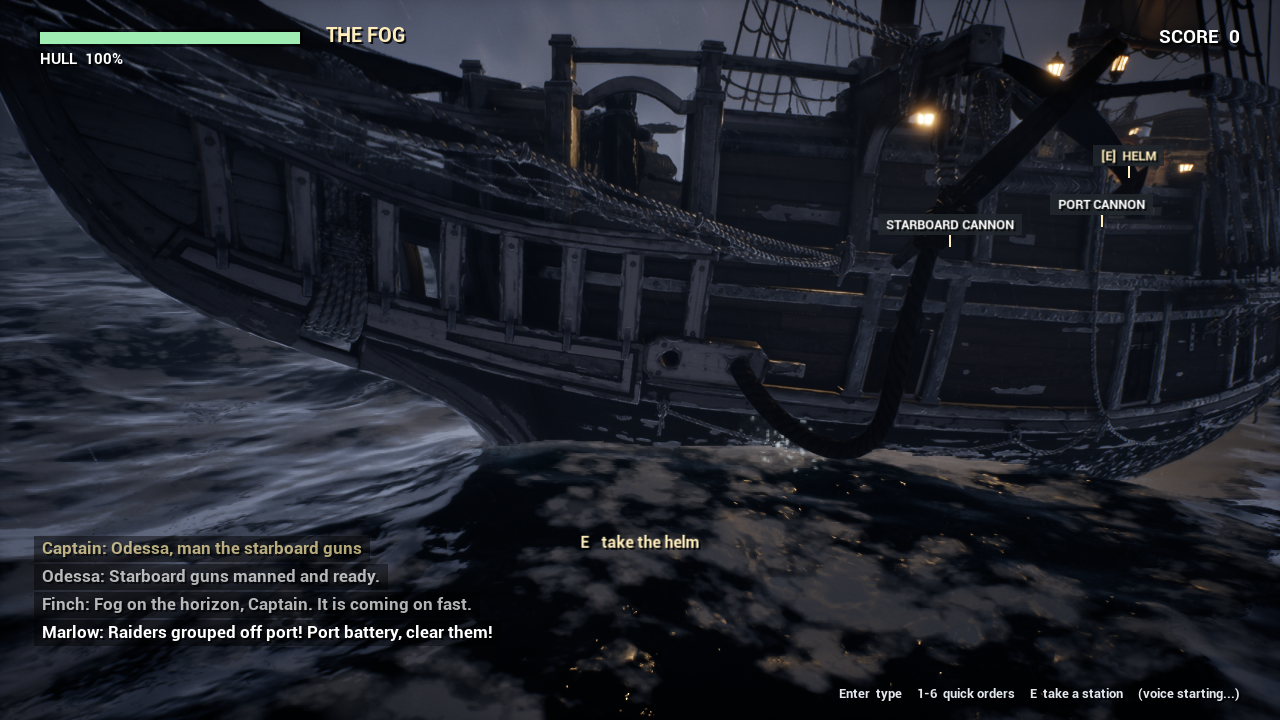 THE FOG
SCORE 0
HULL 100%
[E] HELM
PORT CANNON
STARBOARD CANNON
E take the helm
Captain: Odessa, man the starboard guns
Odessa: Starboard guns manned and ready.
Finch: Fog on the horizon, Captain. It is coming on fast.
Marlow: Raiders grouped off port! Port battery, clear them!
Enter type 1-6 quick orders E take a station (voice starting...)